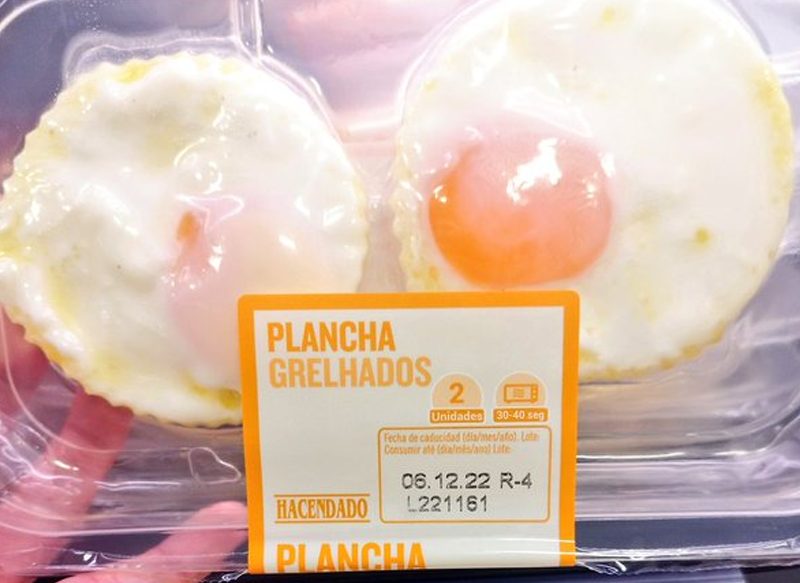 PLANCHA
GRELHADOS
2
Unidades
30-40 seg
Fecha de caducidad (día/mes/año). Lote:
Consumir até (dia/mês/ano) Lote:
06.12.22 R-4
L221161
HACENDADO
PLANCHA